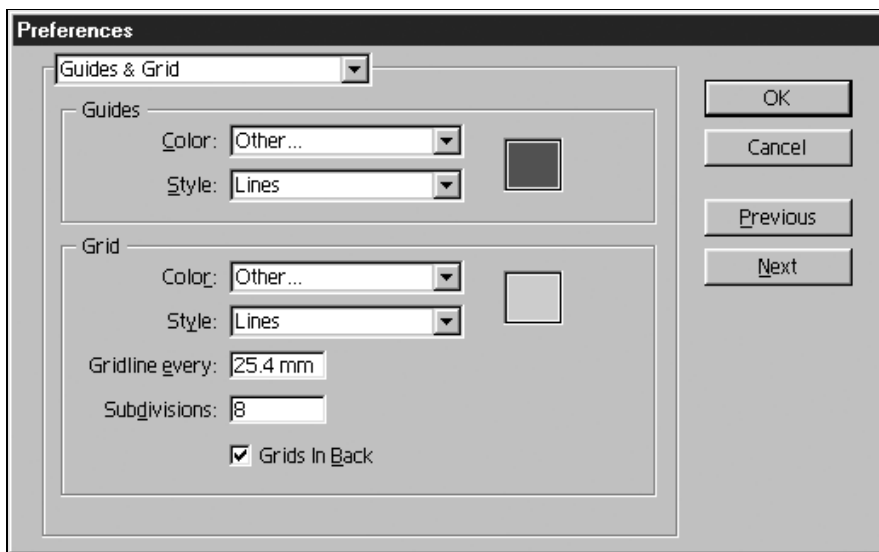 Preferences
Guides & Grid
Guides
Color: Other...
Style: Lines
Grid
Color: Other...
Style: Lines
Gridline every: 25.4 mm
Subdivisions: 8
Grids In Back
OK
Cancel
Previous
Next